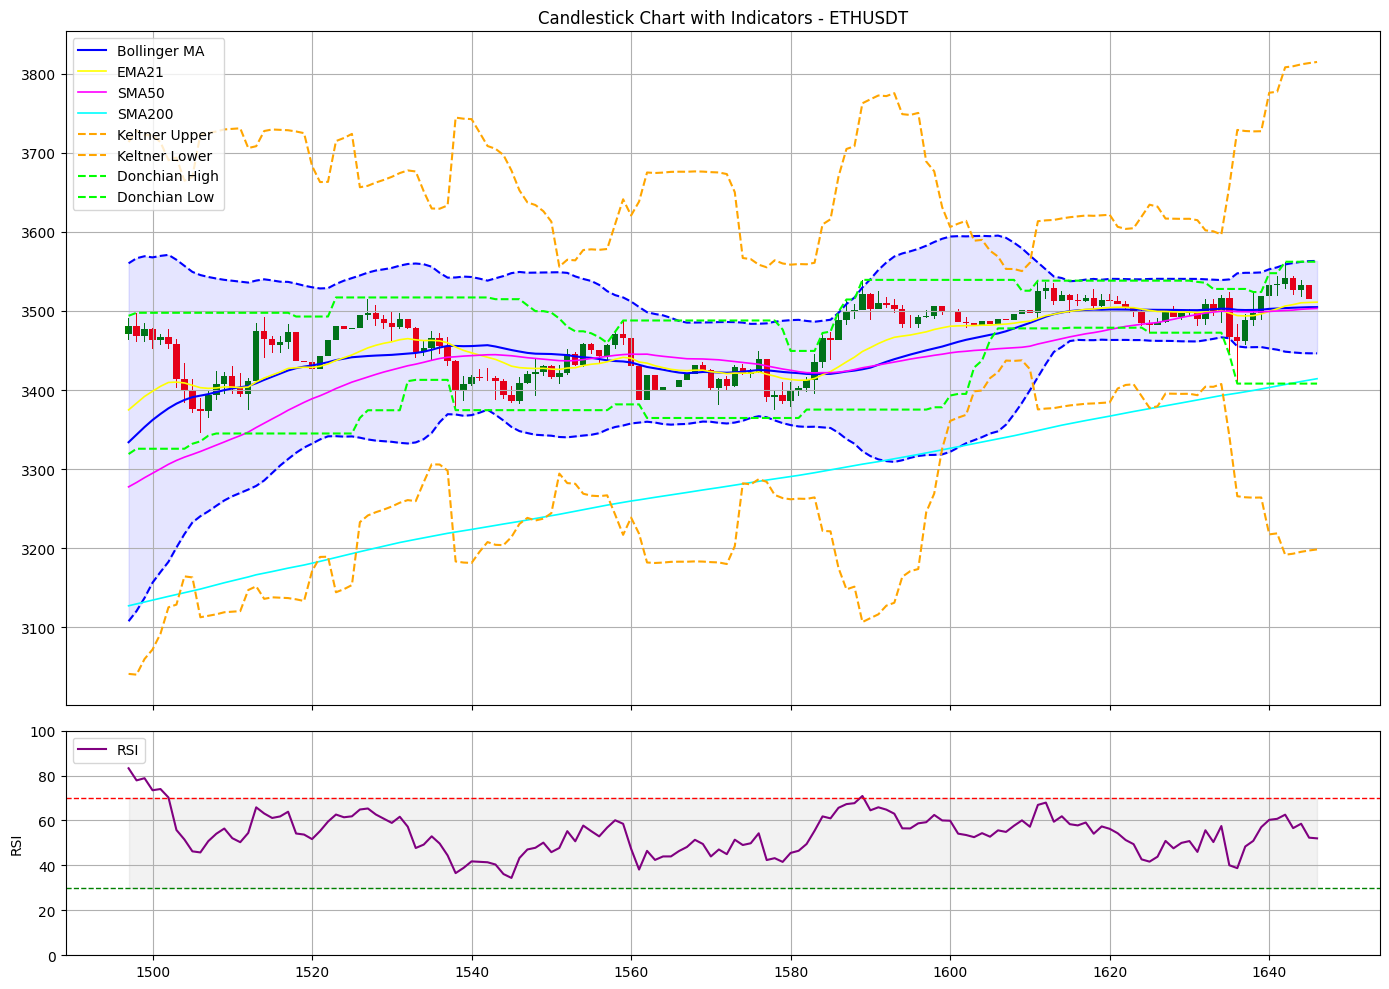 Candlestick Chart with Indicators - ETHUSDT
Bollinger MA
EMA21
SMA50
SMA200
Keltner Upper
Keltner Lower
Donchian High
Donchian Low
3800
3700
3600
3500
3400
3300
3200
3100
RSI
100
80
60
40
20
0
RSI
1500 1520 1540 1560 1580 1600 1620 1640